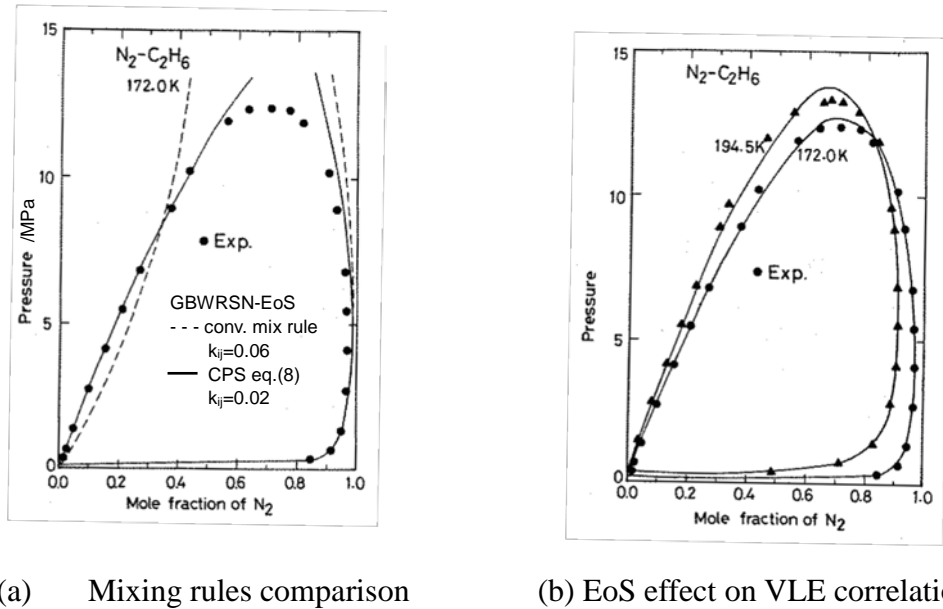 15
N2-C2H6
172.0K
10
Pressure /MPa
Exp.
GBWRSN-EoS
--- conv. mix rule
kij=0.06
5
CPS eq.(8)
kij=0.02
0
0.0 0.2 0.4 0.6 0.8 1.0
Mole fraction of N2
15
N2-C2H6
194.5K
172.0K
10
Pressure
Exp.
5
0
0.0 0.2 0.4 0.6 0.8 1.0
Mole fraction of N2
a) Mixing rules comparison
(b) EoS effect on VLE correlatio